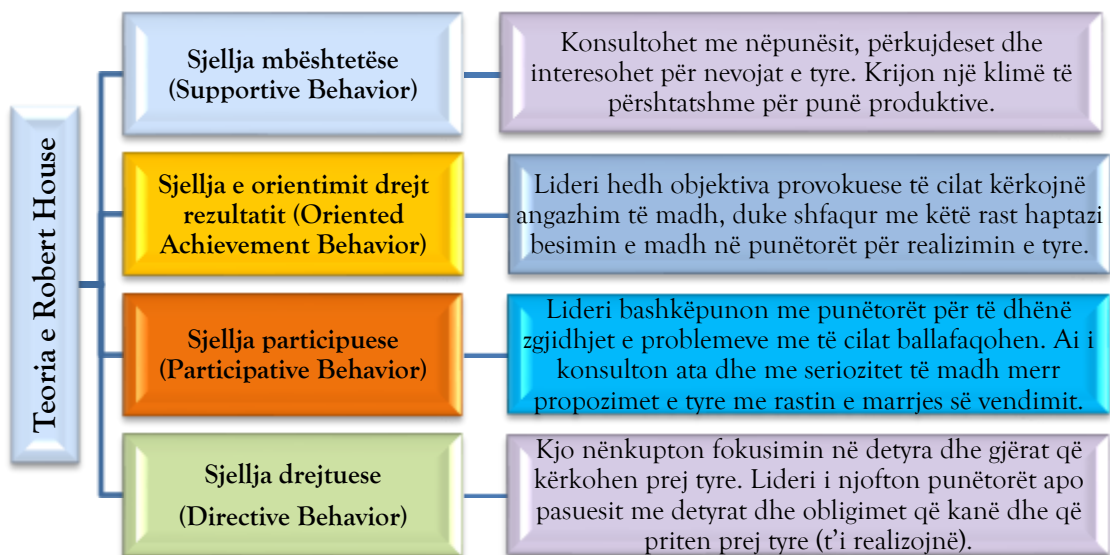 Teoria e Robert House
Sjellja mbështetëse
(Supportive Behavior)
Konsultohet me nëpunësit, përkujdeset dhe
interesohet për nevojat e tyre. Krijon një klimë të
përshtatshme për punë produktive.
Sjellja e orientimit drejt
rezultatit (Oriented
Achievement Behavior)
Lideri hedh objektiva provokuese të cilat kërkojnë
angazhim të madh, duke shfaqur me këtë rast haptazi
besimin e madh në punëtorët për realizimin e tyre.
Sjellja participuese
(Participative Behavior)
Lideri bashkëpunon me punëtorët për të dhënë
zgjidhjet e problemeve me të cilat ballafaqohen. Ai i
konsulton ata dhe me seriozitet të madh merr
propozimet e tyre me rastin e marrjes së vendimit.
Sjellja drejtuese
(Directive Behavior)
Kjo nënkupton fokusimin në detyra dhe gjërat që
kërkohen prej tyre. Lideri i njofton punëtorët apo
pasuesit me detyrat dhe obligimet që kanë dhe që
priten prej tyre (t'i realizojnë).